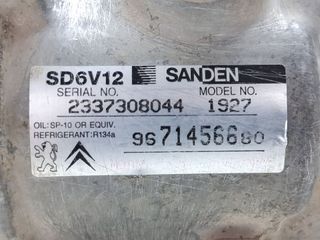 SD6V12 SANDEN
SERIAL NO. MODEL NO.
2337308044 1927
OIL: SP-10 OR EQUIV.
REFRIGERANT: R134a
9671456680